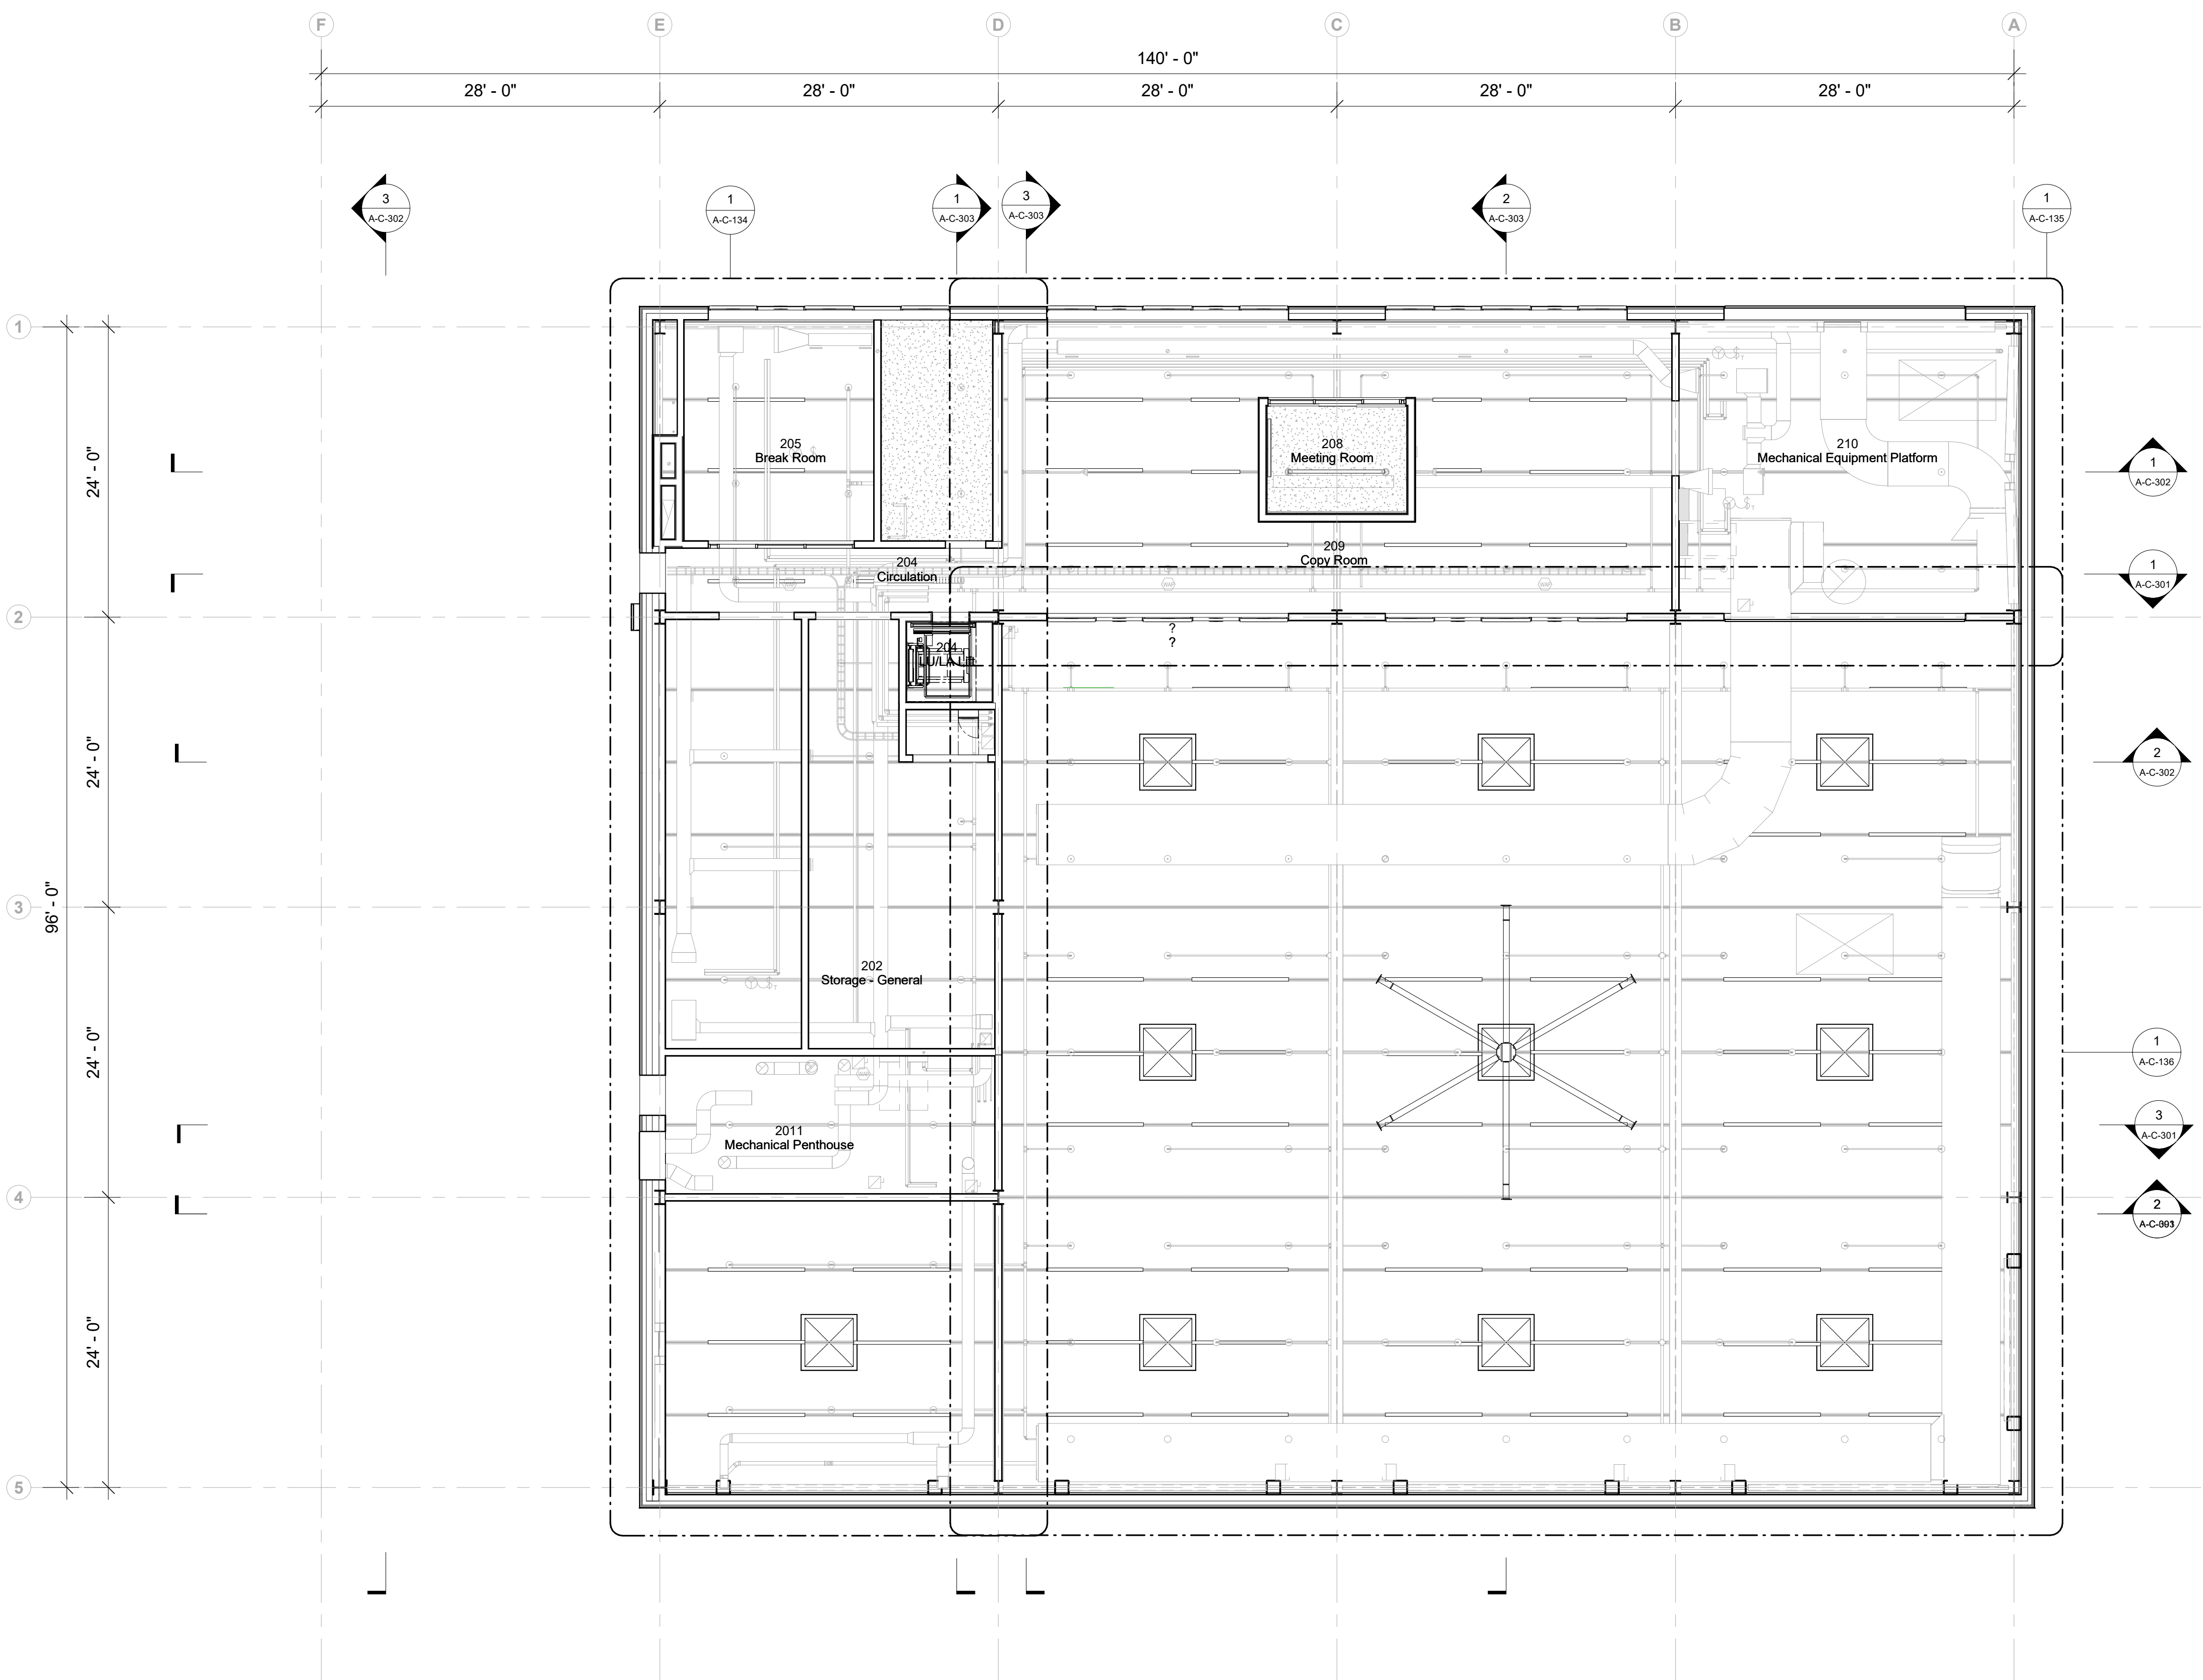 F
E
D
C
B
A
140' - 0"
28' - 0"
28' - 0"
28' - 0"
28' - 0"
28' - 0"
3
A-C-302
1
A-C-134
1
A-C-303
3
A-C-303
2
A-C-303
1
A-C-135
1
2
3
4
5
24' - 0"
24' - 0"
24' - 0"
24' - 0"
96' - 0"
205
Break Room
208
Meeting Room
210
Mechanical Equipment Platform
209
Copy Room
204
Circulation
204
LU/LA Lift
?
?
202
Storage - General
2011
Mechanical Penthouse
1
A-C-302
1
A-C-301
2
A-C-302
1
A-C-136
3
A-C-301
2